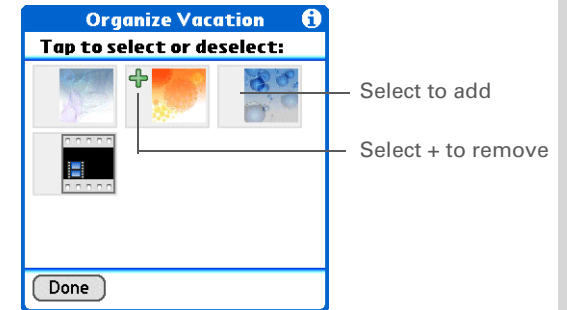 Organize Vacation
Tap to select or deselect:
Select to add
Select + to remove
Done